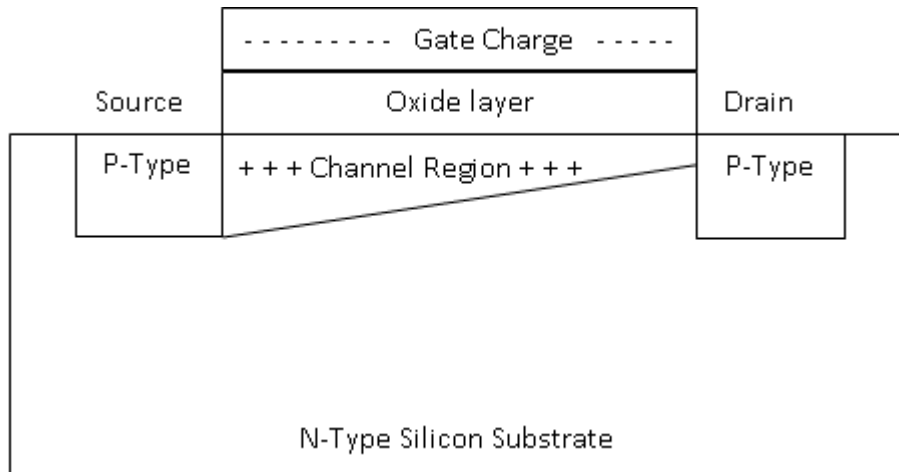 - - - - - - - - - Gate Charge - - - - -
Source Oxide layer Drain
P-Type + + + Channel Region + + + P-Type
N-Type Silicon Substrate